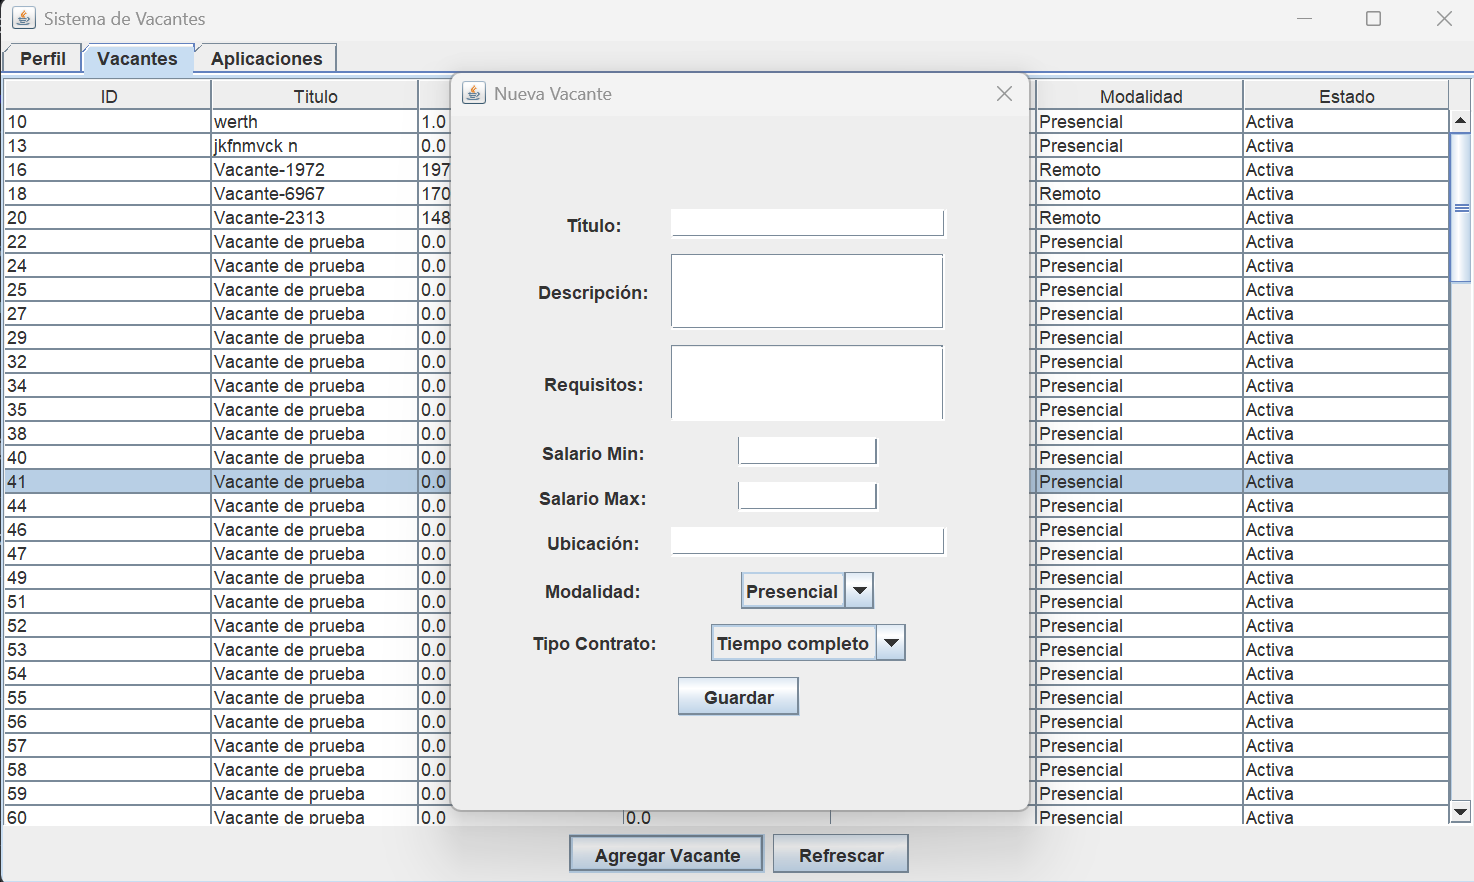 Sistema de Vacantes
Perfil Vacantes Aplicaciones
ID Titulo Modalidad Estado
10 werth 1.0 Presencial Activa
13 jkfnmvck n 0.0 Presencial Activa
16 Vacante-1972 197 Remoto Activa
18 Vacante-6967 170 Remoto Activa
20 Vacante-2313 148 Remoto Activa
22 Vacante de prueba 0.0 Presencial Activa
24 Vacante de prueba 0.0 Presencial Activa
25 Vacante de prueba 0.0 Presencial Activa
27 Vacante de prueba 0.0 Presencial Activa
29 Vacante de prueba 0.0 Presencial Activa
32 Vacante de prueba 0.0 Presencial Activa
34 Vacante de prueba 0.0 Presencial Activa
35 Vacante de prueba 0.0 Presencial Activa
38 Vacante de prueba 0.0 Presencial Activa
40 Vacante de prueba 0.0 Presencial Activa
41 Vacante de prueba 0.0 Presencial Activa
44 Vacante de prueba 0.0 Presencial Activa
46 Vacante de prueba 0.0 Presencial Activa
47 Vacante de prueba 0.0 Presencial Activa
49 Vacante de prueba 0.0 Presencial Activa
51 Vacante de prueba 0.0 Presencial Activa
52 Vacante de prueba 0.0 Presencial Activa
53 Vacante de prueba 0.0 Presencial Activa
54 Vacante de prueba 0.0 Presencial Activa
55 Vacante de prueba 0.0 Presencial Activa
56 Vacante de prueba 0.0 Presencial Activa
57 Vacante de prueba 0.0 Presencial Activa
58 Vacante de prueba 0.0 Presencial Activa
59 Vacante de prueba 0.0 Presencial Activa
60 Vacante de prueba 0.0 0.0 Presencial Activa
Nueva Vacante
Título:
Descripción:
Requisitos:
Salario Min:
Salario Max:
Ubicación:
Modalidad: Presencial
Tipo Contrato: Tiempo completo
Guardar
Agregar Vacante Refrescar